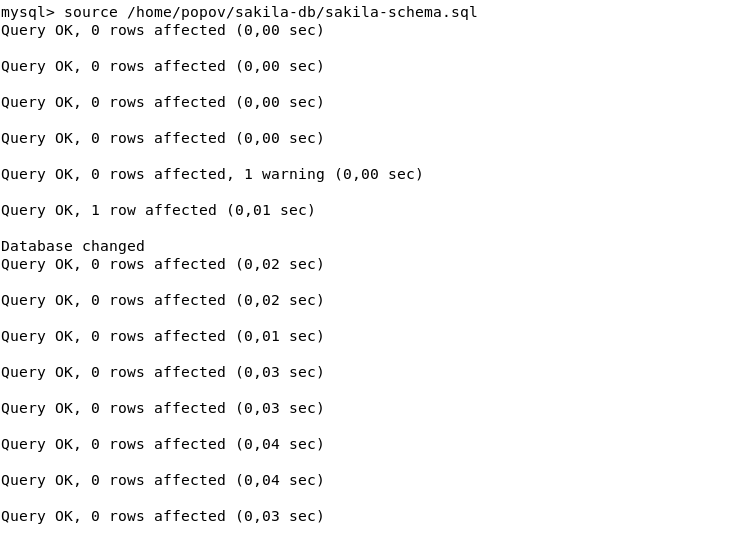 mysql> source /home/popov/sakila-db/sakila-schema.sql
Query OK, 0 rows affected (0,00 sec)
Query OK, 0 rows affected (0,00 sec)
Query OK, 0 rows affected (0,00 sec)
Query OK, 0 rows affected (0,00 sec)
Query OK, 0 rows affected, 1 warning (0,00 sec)
Query OK, 1 row affected (0,01 sec)
Database changed
Query OK, 0 rows affected (0,02 sec)
Query OK, 0 rows affected (0,02 sec)
Query OK, 0 rows affected (0,01 sec)
Query OK, 0 rows affected (0,03 sec)
Query OK, 0 rows affected (0,03 sec)
Query OK, 0 rows affected (0,04 sec)
Query OK, 0 rows affected (0,04 sec)
Query OK, 0 rows affected (0,03 sec)